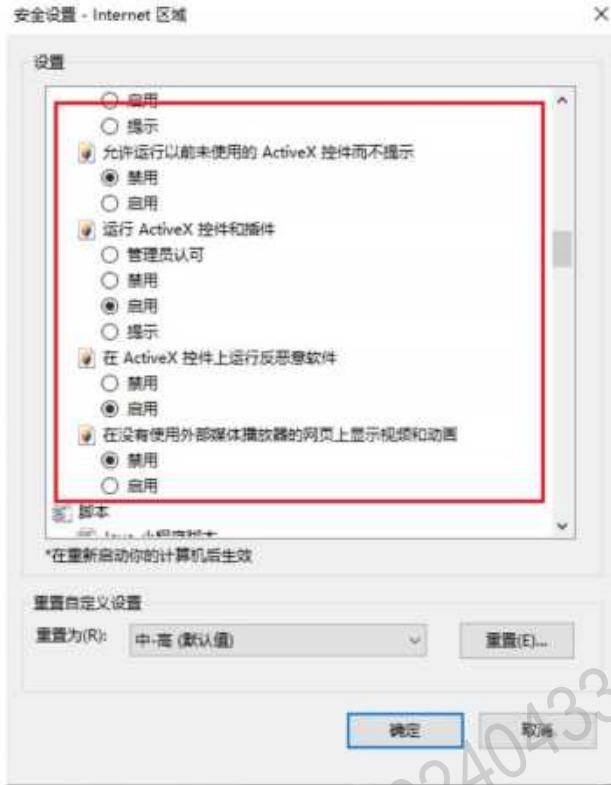 安全设置 - Internet 区域
设置
启用
提示
允许运行以前未使用的 ActiveX 控件而不提示
禁用
启用
运行 ActiveX 控件和插件
管理员认可
禁用
启用
提示
在 ActiveX 控件上运行反恶意软件
禁用
启用
在没有使用外部媒体播放器的网页上显示视频和动画
禁用
启用
脚本
*在重新启动你的计算机后生效
重置自定义设置
重置为(R):
中-高 (默认值)
重置(E)...
确定
取消